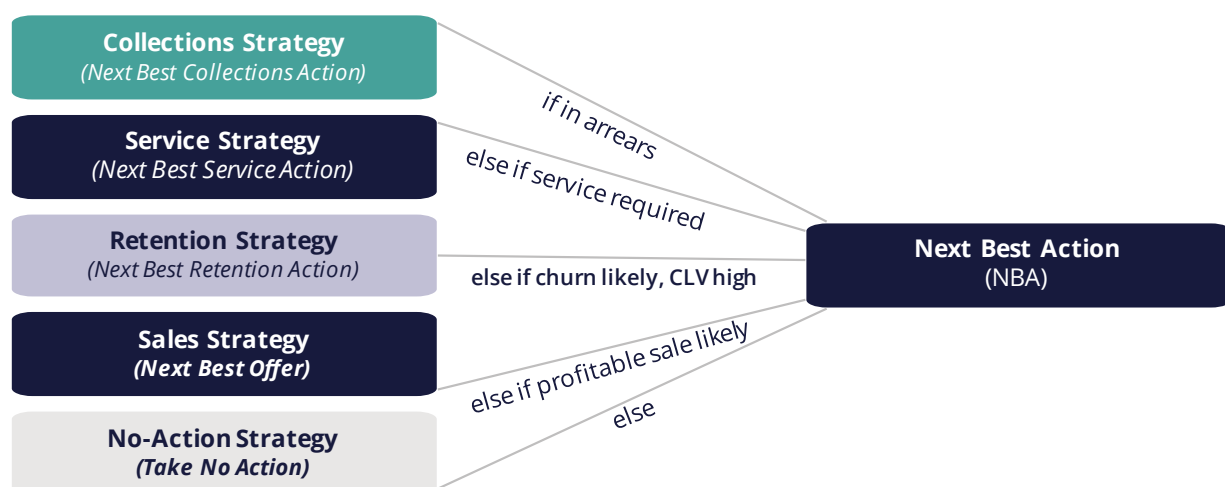 Collections Strategy
(Next Best Collections Action)
if in arrears
Service Strategy
(Next Best Service Action)
else if service required
Retention Strategy
(Next Best Retention Action)
else if churn likely, CLV high
Next Best Action
(NBA)
Sales Strategy
(Next Best Offer)
else if profitable sale likely
No-Action Strategy
(Take No Action)
else